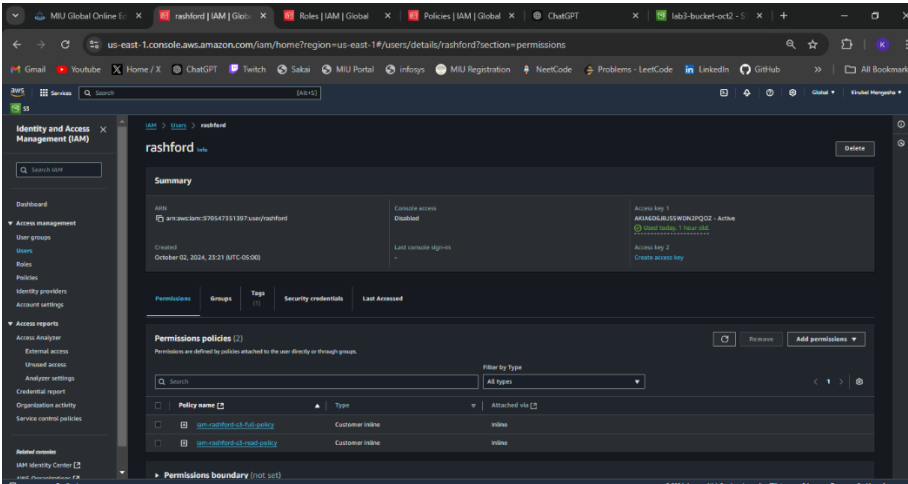 MIU Global Online Ec
rashford | IAM | Glob
Roles | IAM | Global
Policies | IAM | Global
ChatGPT
lab3-bucket-oct2 - S
us-east-1.console.aws.amazon.com/iam/home?region=us-east-1#/users/details/rashford?section=permissions
Gmail Youtube Home / X ChatGPT Twitch Sakai MIU Portal infosys MIU Registration NeetCode Problems - LeetCode LinkedIn GitHub » All Bookmark
aws Services Search [Alt+S] Global Kirubel Mengesha
S3
Identity and Access
Management (IAM)
Search IAM
Dashboard
Access management
User groups
Users
Roles
Policies
Identity providers
Account settings
Access reports
Access Analyzer
External access
Unused access
Analyzer settings
Credential report
Organization activity
Service control policies
Related consoles
IAM Identity Center
IAM > Users > rashford
rashford Info
Delete
Summary
ARN
Console access
Disabled
Access key 1
Used today. 1 hour old.
Created
October 02, 2024, 23:21 (UTC-05:00)
Last console sign-in
-
Access key 2
Create access key
Permissions Groups Tags (1) Security credentials Last Accessed
Permissions policies (2)
Remove Add permissions
Permissions are defined by policies attached to the user directly or through groups.
Filter by Type
Search All types 1
Policy name Type Attached via
iam-rashford-s3-full-policy Customer inline Inline
iam-rashford-s3-read-policy Customer inline Inline
Permissions boundary (not set)